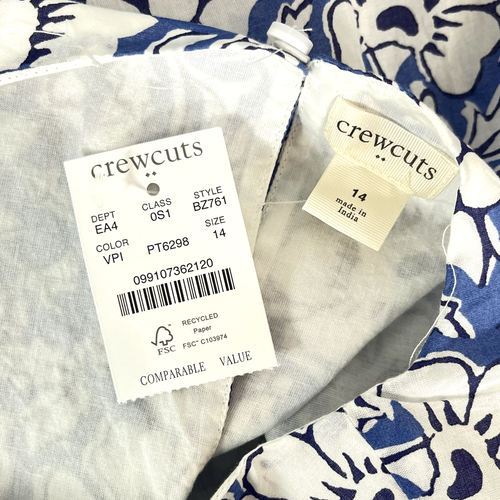 crewcuts
DEPT CLASS STYLE
EA4 0S1 BZ761
COLOR SIZE
VPI PT6298 14
099107362120
RECYCLED
Paper
FSC
FSC® C103974
COMPARABLE VALUE
crewcuts
14
made in
India